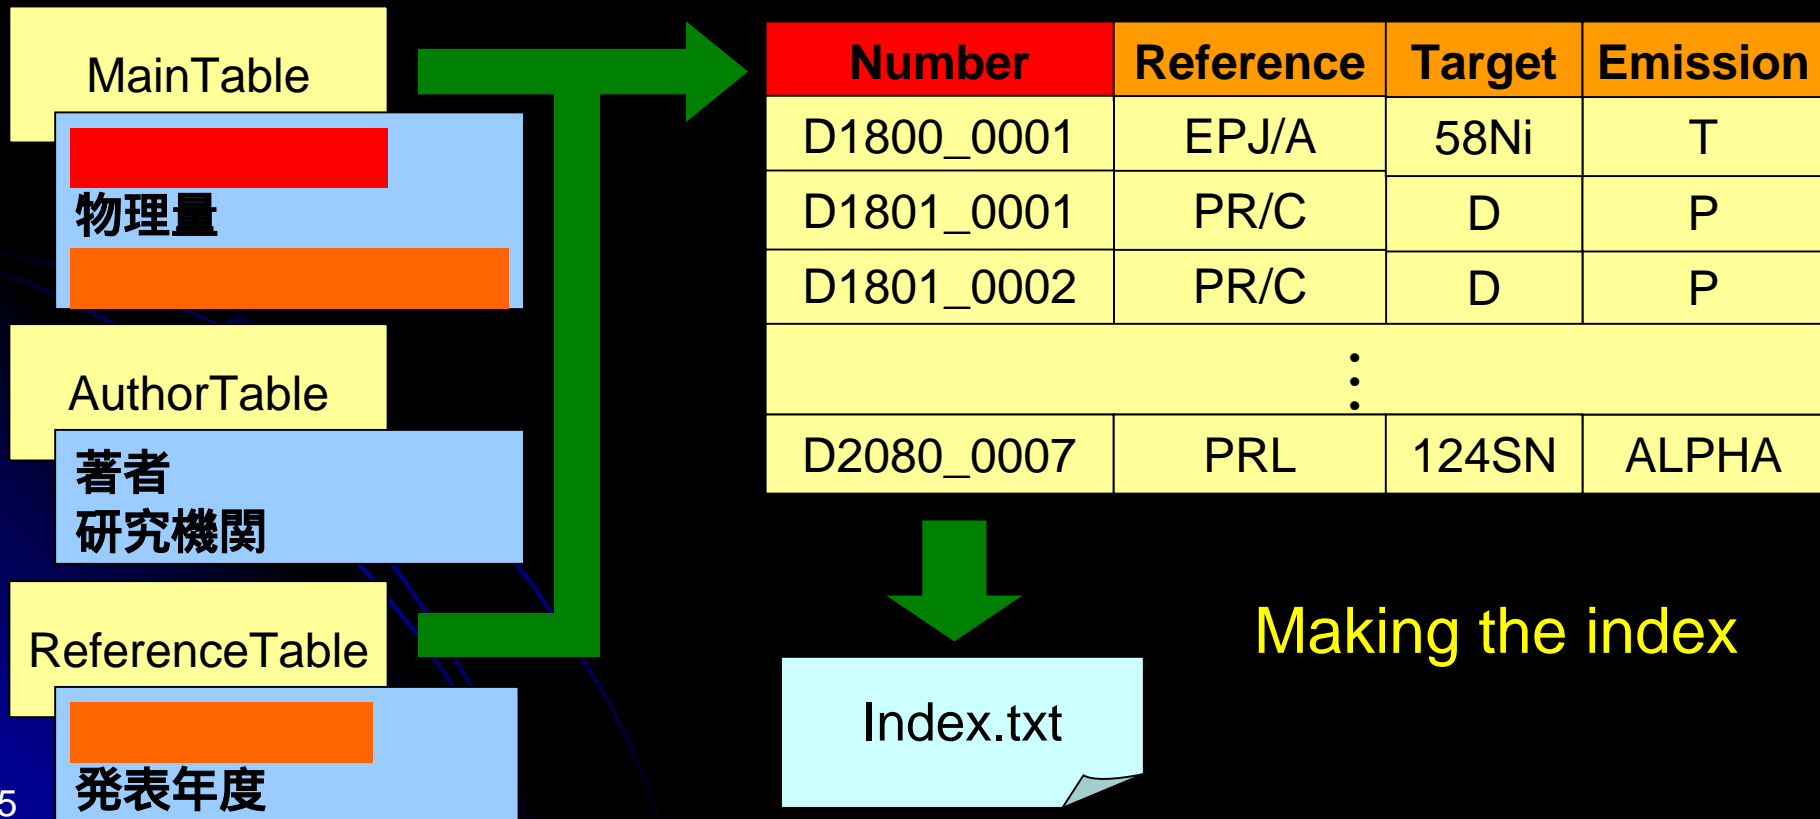 MainTable
物理量
AuthorTable
著者
研究機関
ReferenceTable
発表年度
Number Reference Target Emission
D1800_0001 EPJ/A 58Ni T
D1801_0001 PR/C D P
D1801_0002 PR/C D P
⋮
D2080_0007 PRL 124SN ALPHA
Making the index
Index.txt
5